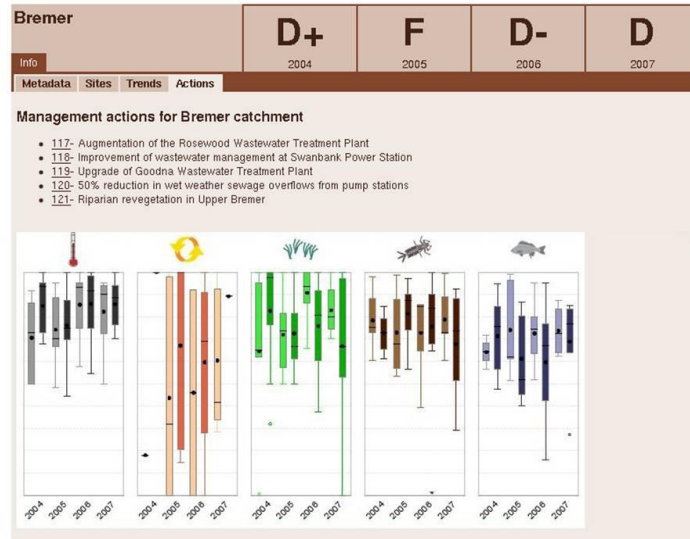 Bremer
D+
F
D-
D
Info
2004
2005
2006
2007
Metadata Sites Trends Actions
Management actions for Bremer catchment
117- Augmentation of the Rosewood Wastewater Treatment Plant
118- Improvement of wastewater management at Swanbank Power Station
119- Upgrade of Goodna Wastewater Treatment Plant
120- 50% reduction in wet weather sewage overflows from pump stations
121- Riparian revegetation in Upper Bremer
2004 2005 2006 2007 2004 2005 2006 2007 2004 2005 2006 2007 2004 2005 2006 2007 2004 2005 2006 2007